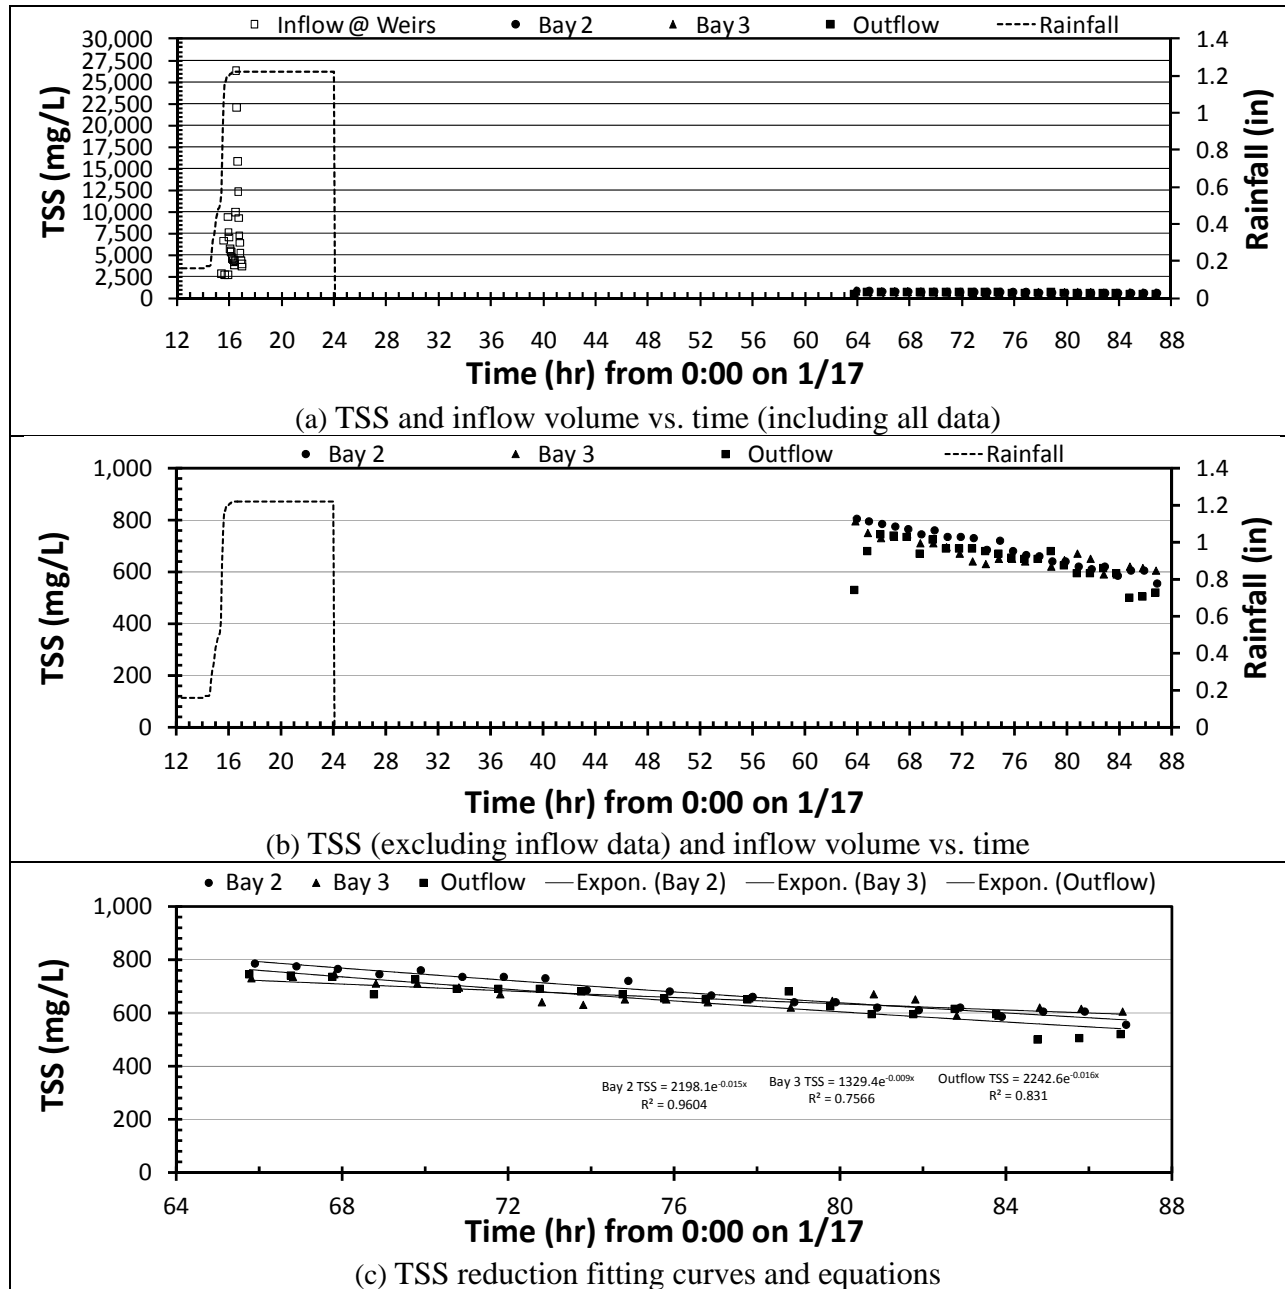 Inflow @ Weirs Bay 2 Bay 3 Outflow Rainfall
30,000
27,500
25,000
22,500
20,000
17,500
15,000
12,500
10,000
7,500
5,000
2,500
0
TSS (mg/L)
1.4
1.2
1
0.8
0.6
0.4
0.2
0
Rainfall (in)
12 16 20 24 28 32 36 40 44 48 52 56 60 64 68 72 76 80 84 88
Time (hr) from 0:00 on 1/17
(a) TSS and inflow volume vs. time (including all data)
Bay 2 Bay 3 Outflow Rainfall
1,000
800
600
400
200
0
TSS (mg/L)
1.4
1.2
1
0.8
0.6
0.4
0.2
0
Rainfall (in)
12 16 20 24 28 32 36 40 44 48 52 56 60 64 68 72 76 80 84 88
Time (hr) from 0:00 on 1/17
(b) TSS (excluding inflow data) and inflow volume vs. time
Bay 2 Bay 3 Outflow Expon. (Bay 2) Expon. (Bay 3) Expon. (Outflow)
1,000
800
600
400
200
0
TSS (mg/L)
Bay 2 TSS = 2198.1e^-0.015x
R² = 0.9604
Bay 3 TSS = 1329.4e^-0.009x
R² = 0.7566
Outflow TSS = 2242.6e^-0.016x
R² = 0.831
64 68 72 76 80 84 88
Time (hr) from 0:00 on 1/17
(c) TSS reduction fitting curves and equations